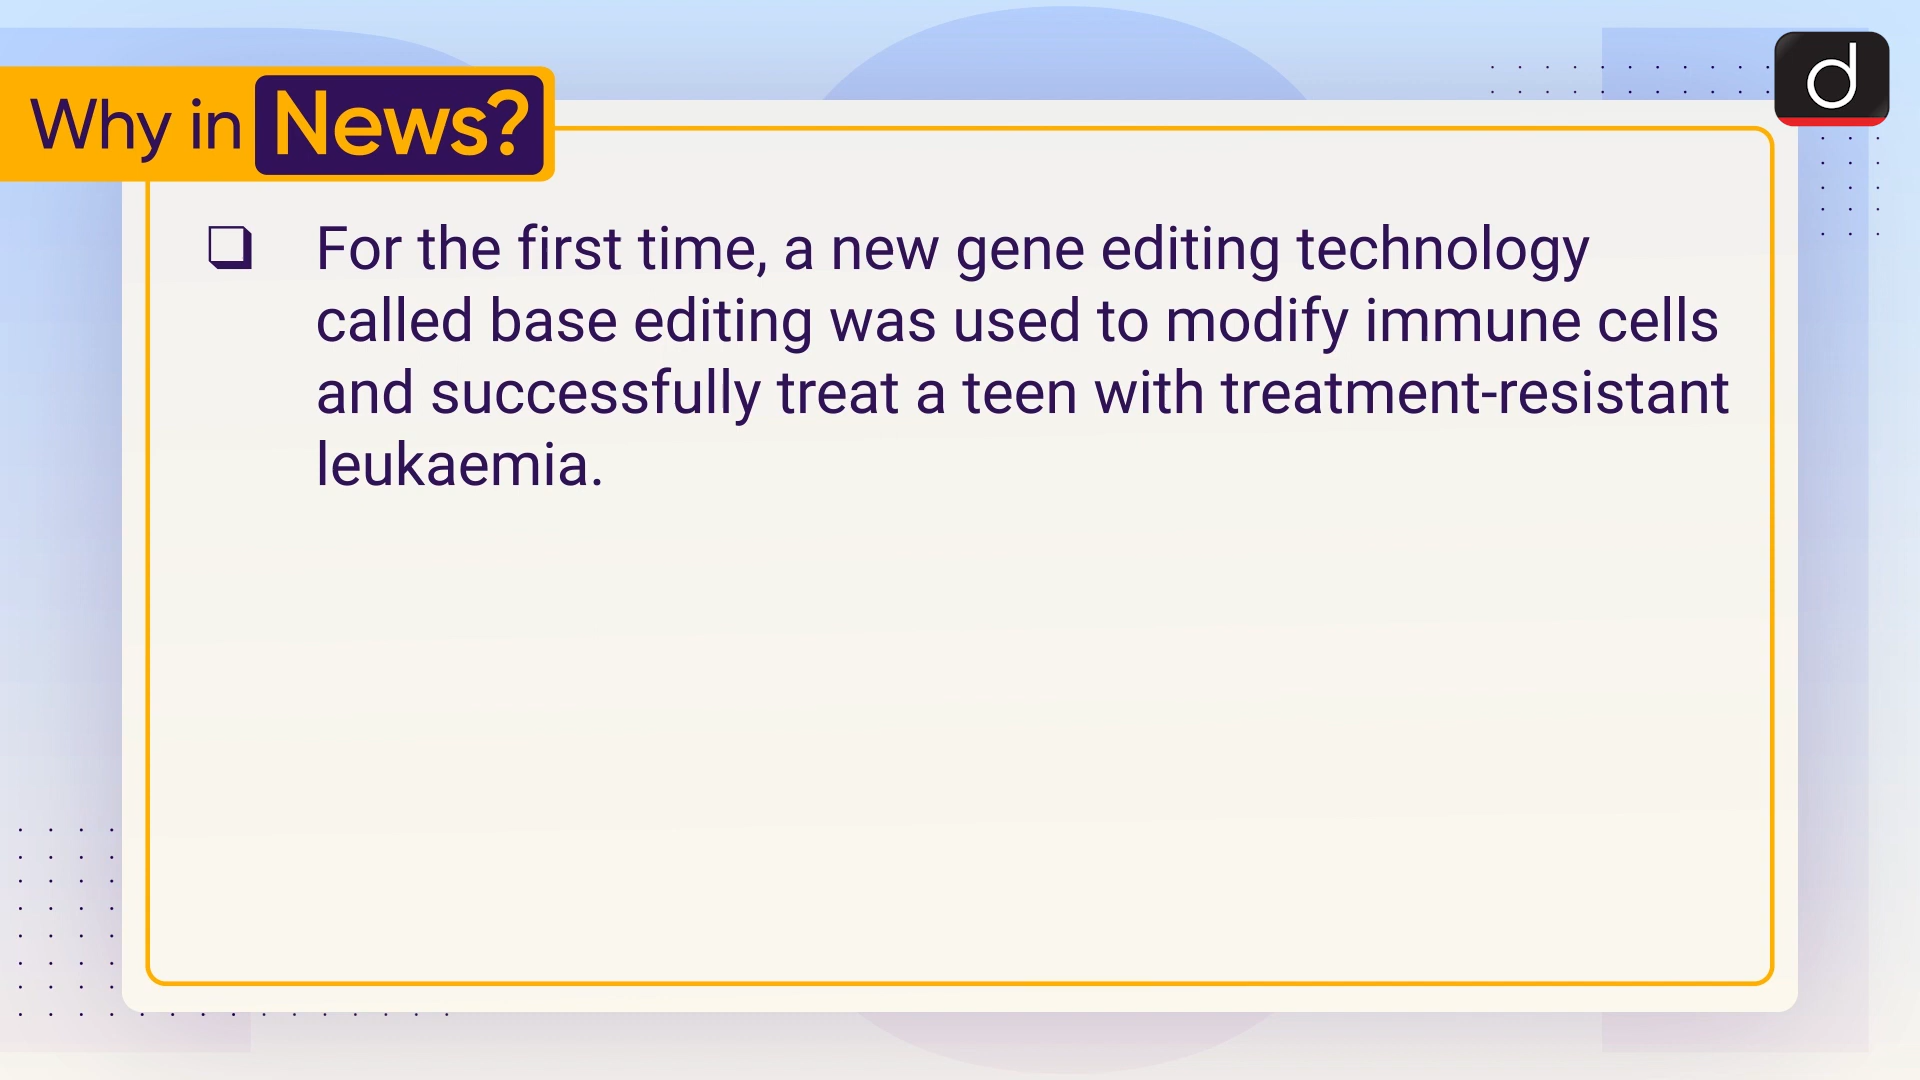 Why in News?
d
For the first time, a new gene editing technology
called base editing was used to modify immune cells
and successfully treat a teen with treatment-resistant
leukaemia.